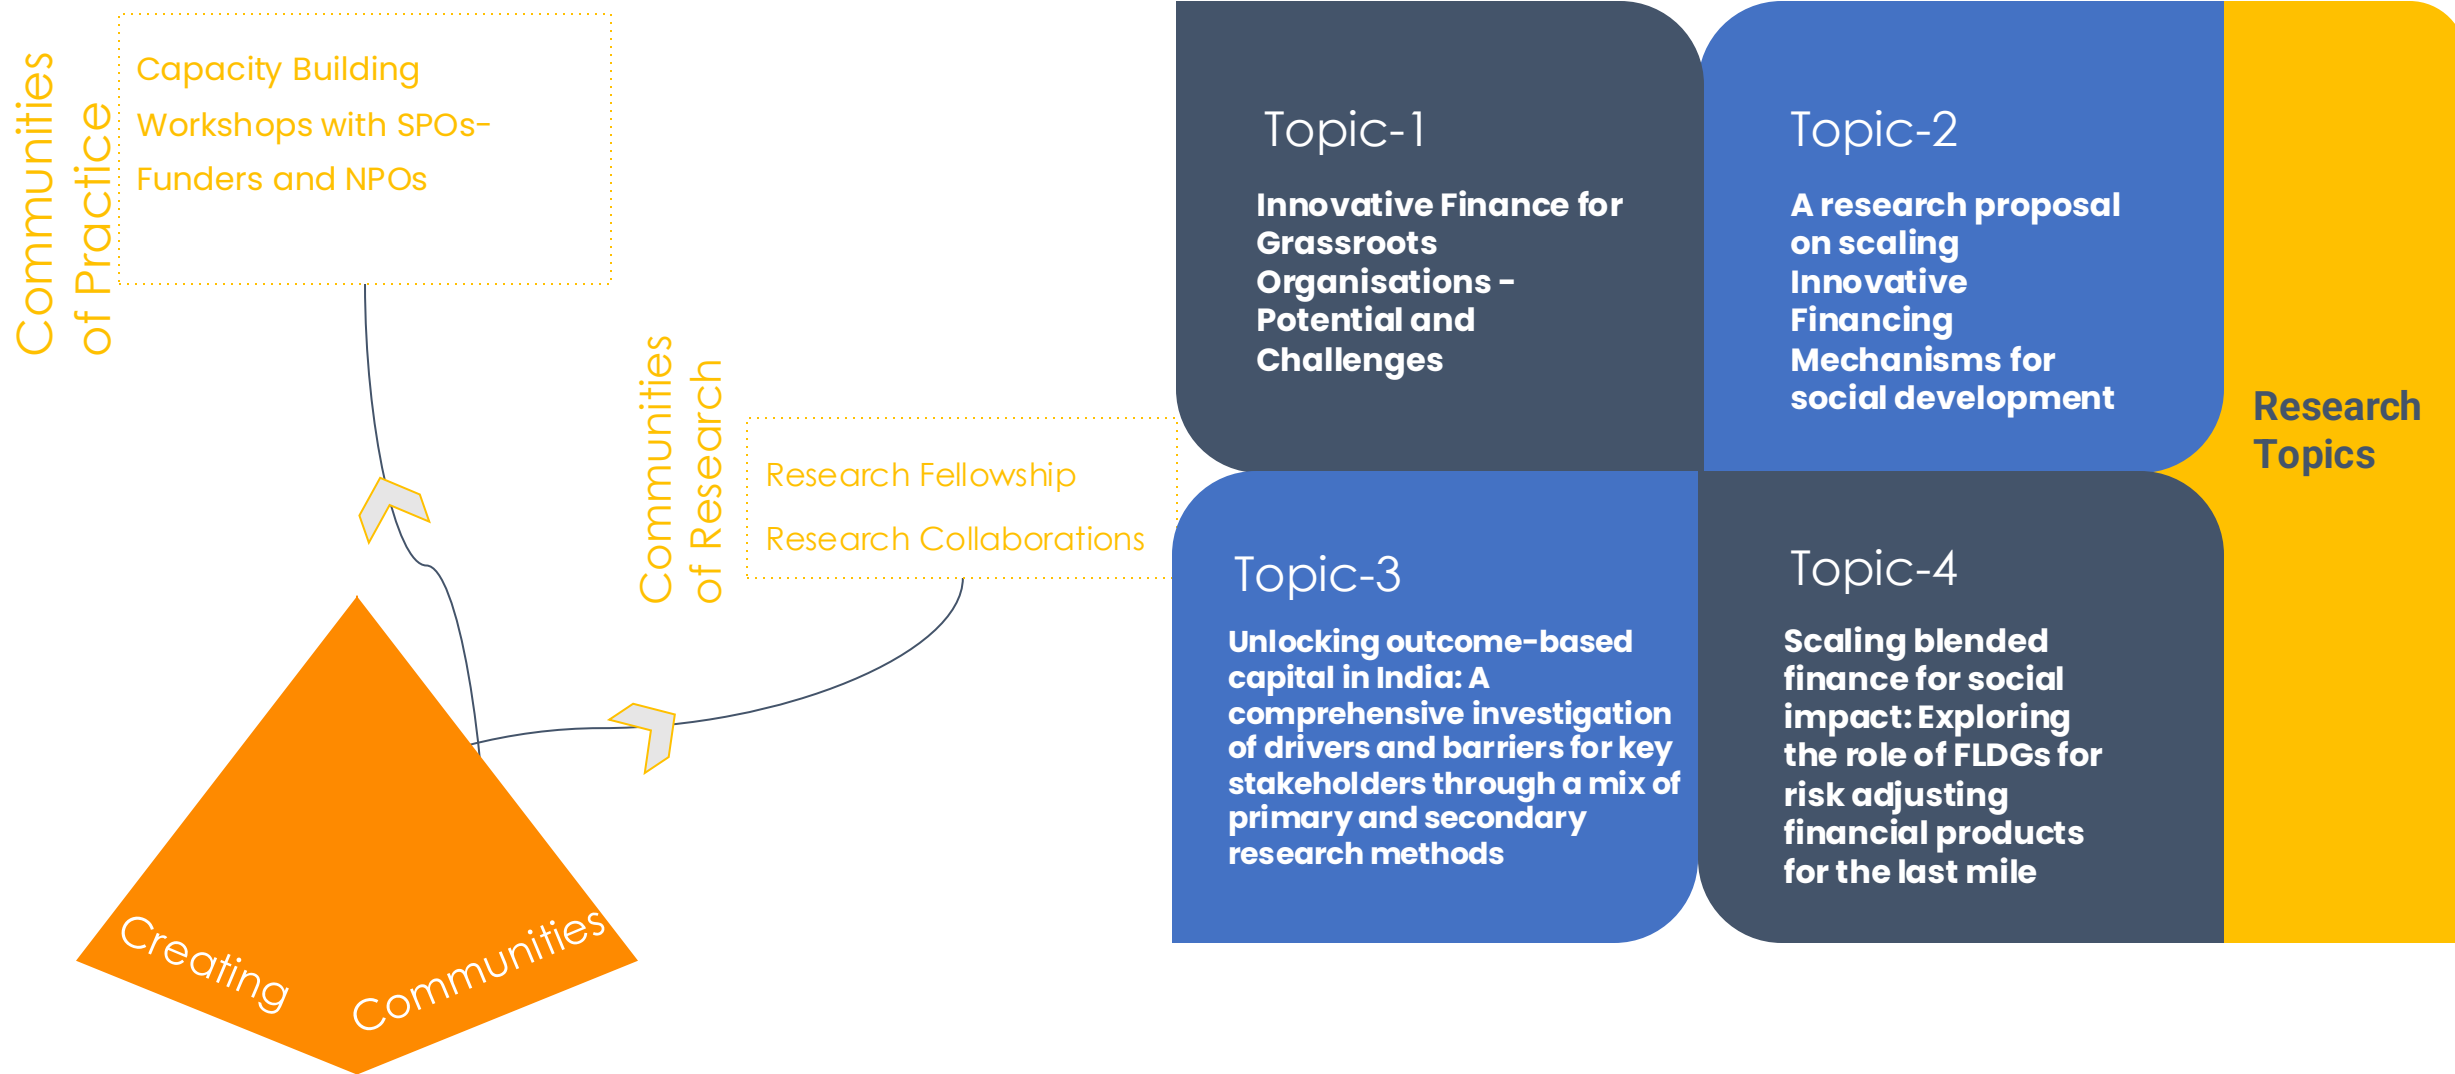 Communities
of Practice
Capacity Building
Workshops with SPOs-
Funders and NPOs
Communities
of Research
Research Fellowship
Research Collaborations
Creating
Communities
Topic-1
Innovative Finance for
Grassroots
Organisations -
Potential and
Challenges
Topic-2
A research proposal
on scaling
Innovative
Financing
Mechanisms for
social development
Topic-3
Unlocking outcome-based
capital in India: A
comprehensive investigation
of drivers and barriers for key
stakeholders through a mix of
primary and secondary
research methods
Topic-4
Scaling blended
finance for social
impact: Exploring
the role of FLDGs for
risk adjusting
financial products
for the last mile
Research
Topics